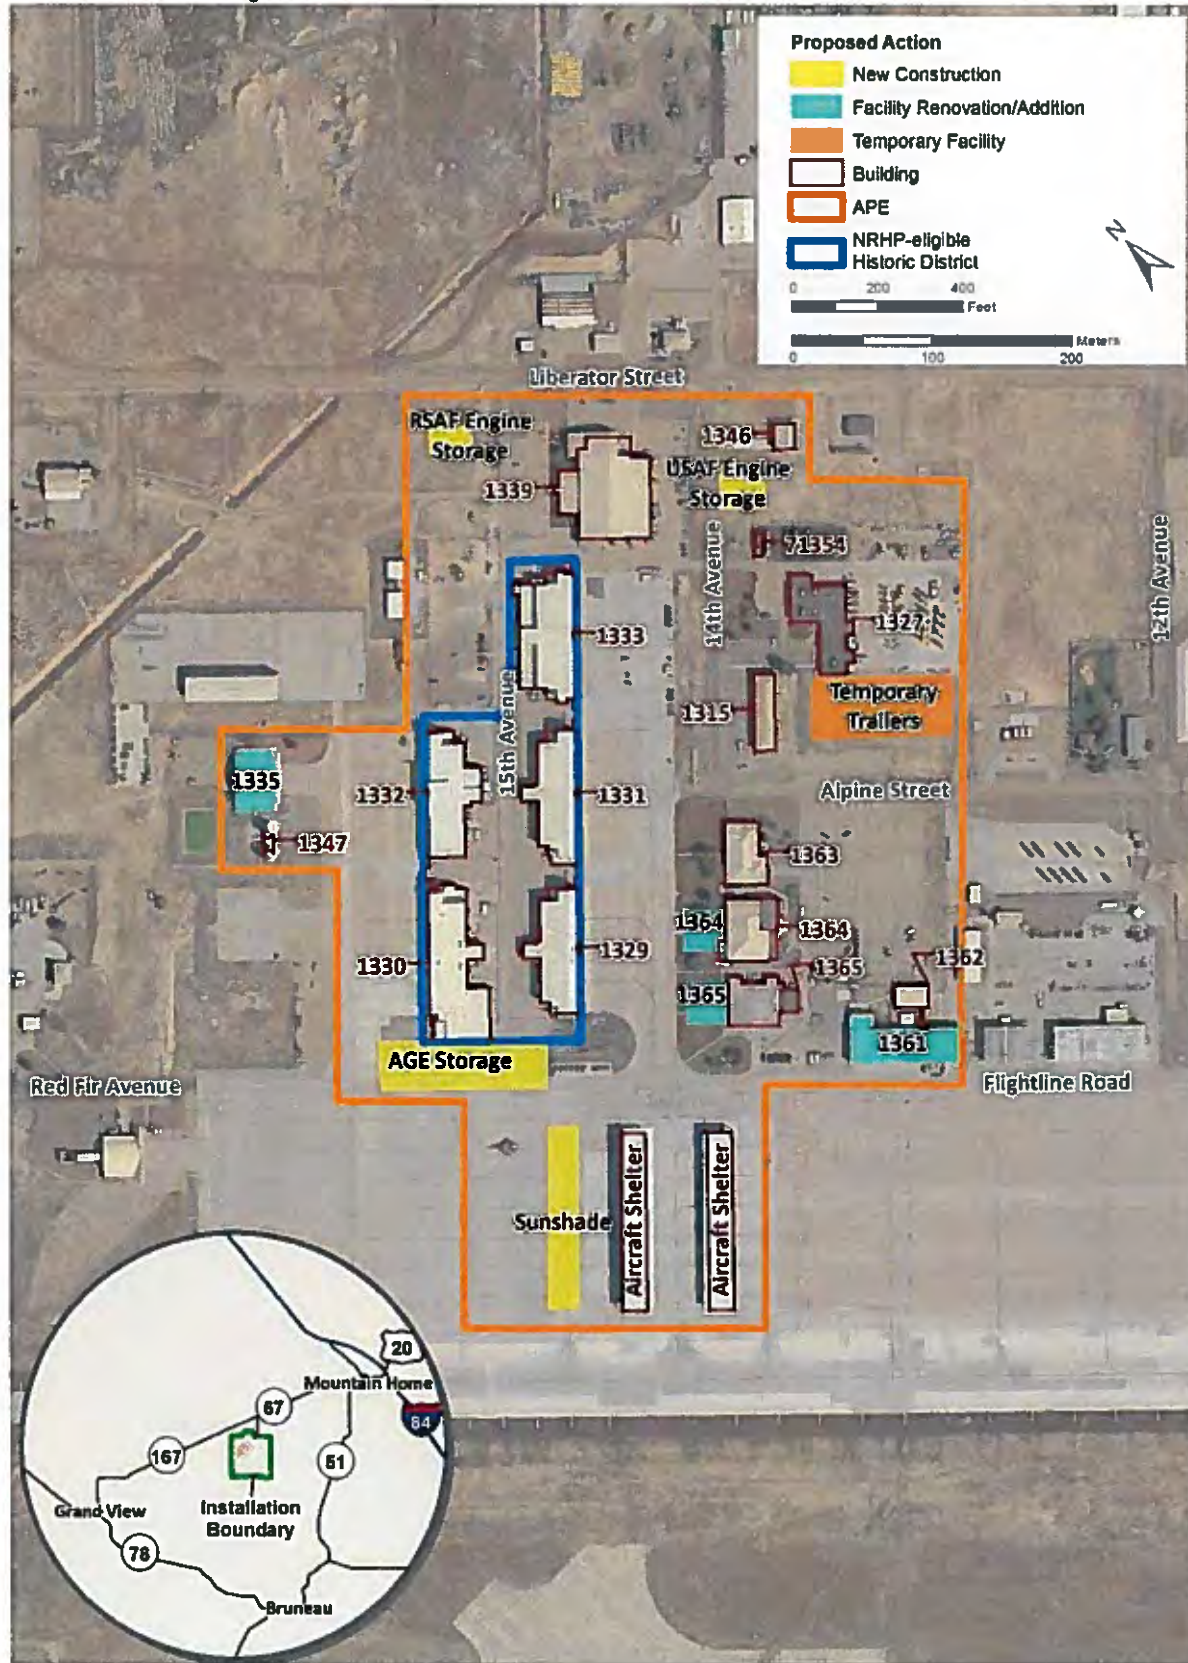 Proposed Action
New Construction
Facility Renovation/Addition
Temporary Facility
Building
APE
NRHP-eligible
Historic District
N
0 200 400
Feet
Meters
0 100 200
Liberator Street
RSAF Engine
Storage
1346
USAF Engine
Storage
1339
14th Avenue
71354
12th Avenue
1333
1327
15th Avenue
1315
Temporary
Trailers
1335
1332
1331
Alpine Street
1347
1363
1364
1364
1329
1362
1330
1365
1365
1361
AGE Storage
Red Fir Avenue
Flightline Road
Sunshade
Aircraft Shelter
Aircraft Shelter
20
Mountain Home
67
84
167
51
Grand View
Installation
Boundary
78
Bruneau